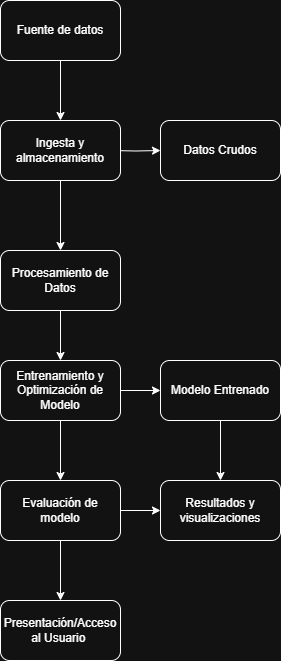 Fuente de datos
Ingesta y
almacenamiento
Datos Crudos
Procesamiento de
Datos
Entrenamiento y
Optimización de
Modelo
Modelo Entrenado
Evaluación de
modelo
Resultados y
visualizaciones
Presentación/Acceso
al Usuario